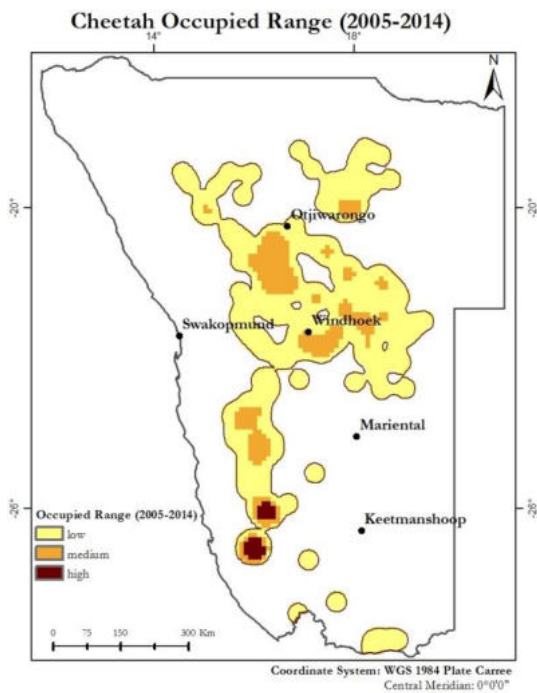 Cheetah Occupied Range (2005-2014)
14°
18°
N
-20°
-20°
Otjiwarongo
Swakopmund
Windhoek
Mariental
-26°
-26°
Keetmanshoop
Occupied Range (2005-2014)
low
medium
high
0 75 150 300 Km
Coordinate System: WGS 1984 Plate Carree
Central Meridian: 0°0'0"